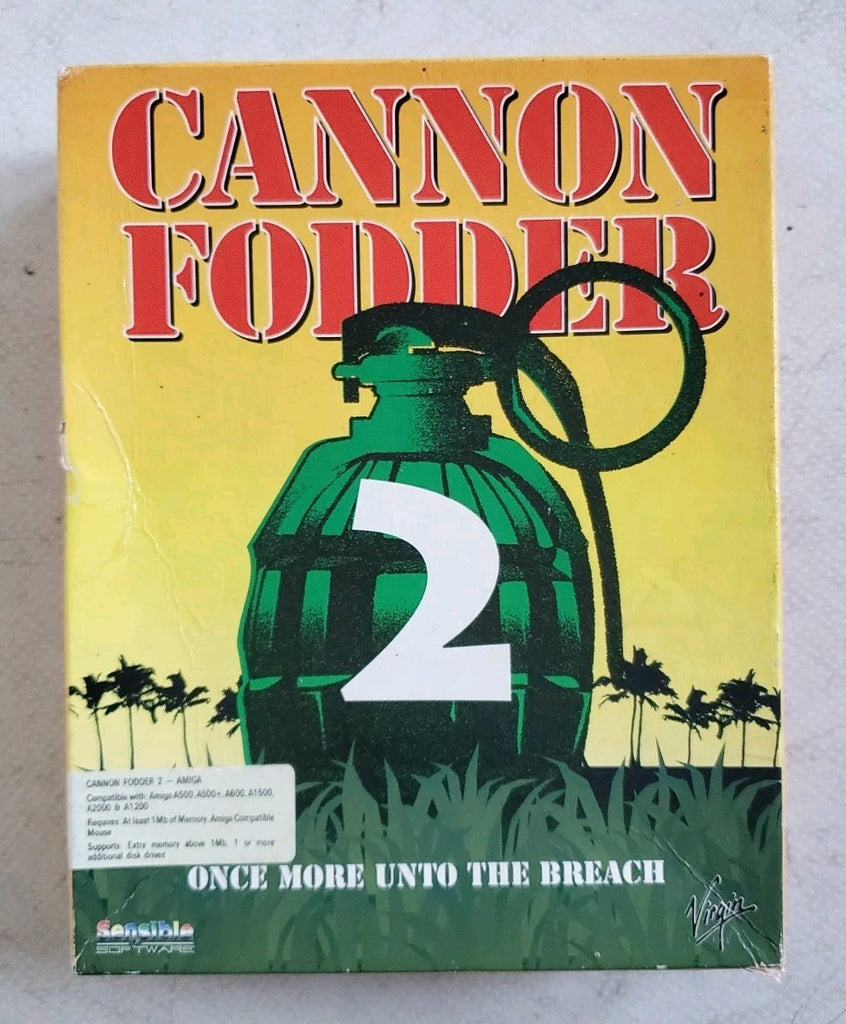 CANNON
FODDER
2
CANNON FODDER 2 – AMIGA
Compatible with: Amiga A500, A500+, A600, A1500,
A2000 & A1200
Requires: At least 1Mb of Memory, Amiga Compatible
Mouse
Supports: Extra memory above 1Mb, 1 or more
additional disk drives
ONCE MORE UNTO THE BREACH
Sensible
SOFTWARE
Virgin